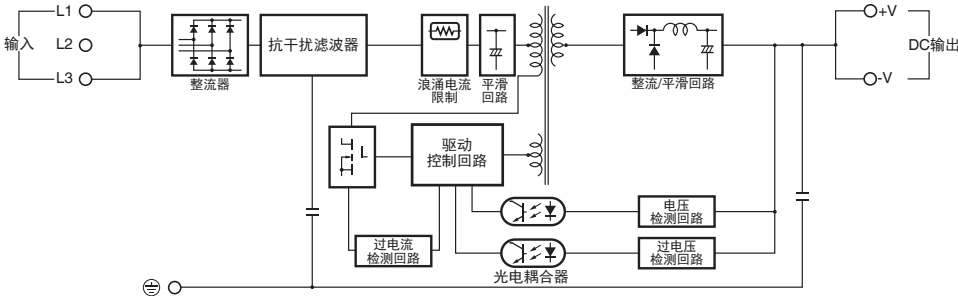 L1
L2
L3
输入
整流器
抗干扰滤波器
浪涌电流
限制
平滑
回路
整流/平滑回路
+V
-V
DC输出
驱动
控制回路
过电流
检测回路
光电耦合器
电压
检测回路
过电压
检测回路